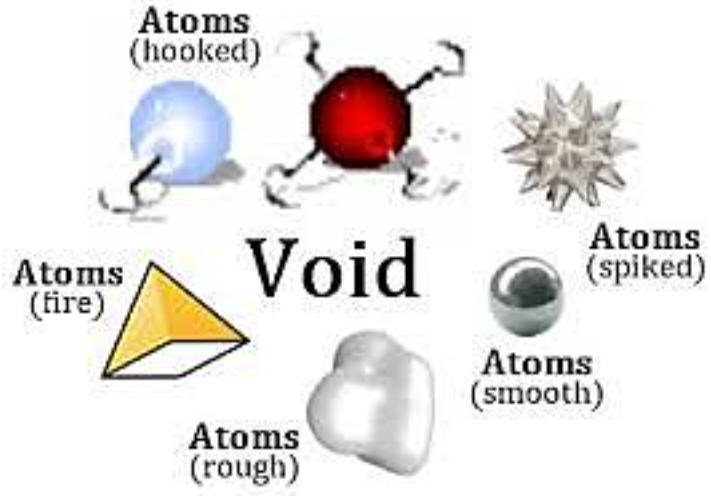 Atoms
(hooked)
Atoms
(spiked)
Void
Atoms
(fire)
Atoms
(smooth)
Atoms
(rough)